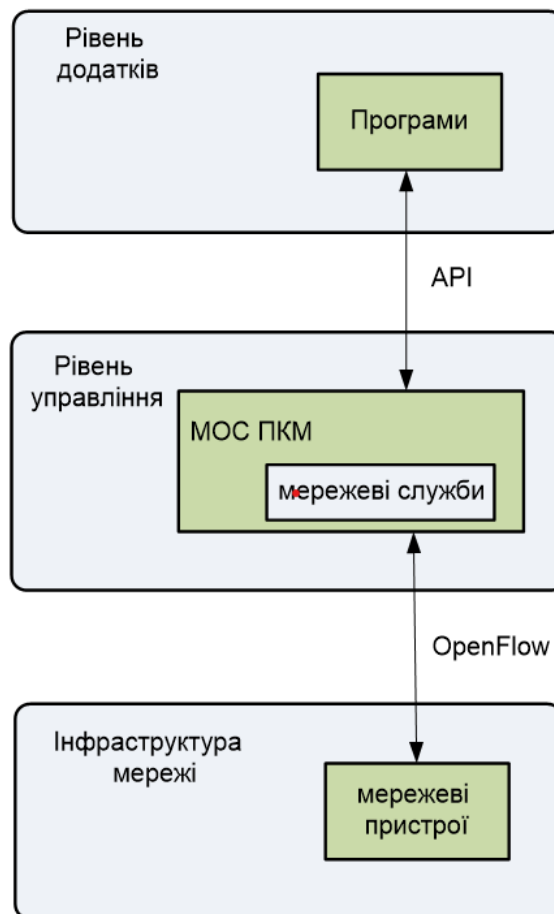 Рівень
додатків
Програми
API
Рівень
управління
МОС ПКМ
мережеві служби
OpenFlow
Інфраструктура
мережі
мережеві
пристрої